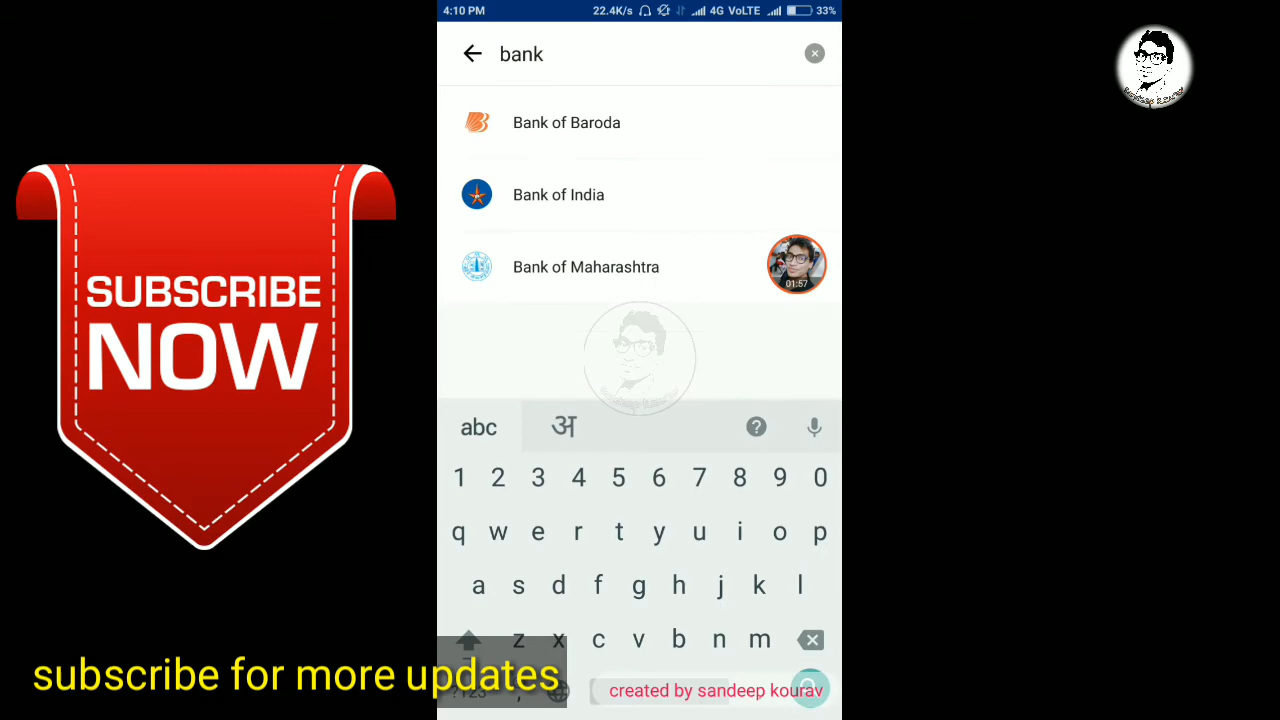 4:10 PM 22.4K/s 4G VoLTE 33%
bank
Bank of Baroda
Bank of India
Bank of Maharashtra
01:57
SUBSCRIBE
NOW
abc अ
1 2 3 4 5 6 7 8 9 0
q w e r t y u i o p
a s d f g h j k l
z x c v b n m
?123 ,
subscribe for more updates
created by sandeep kourav